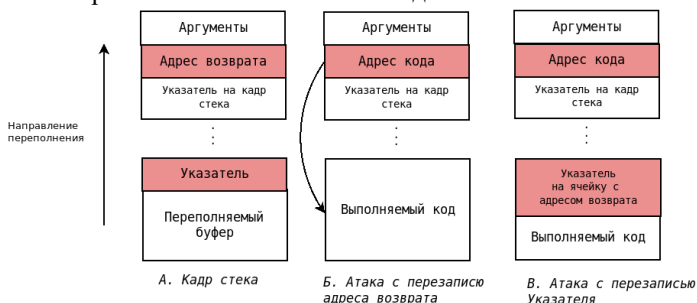 Аргументы
Адрес возврата
Указатель на кадр
стека
Указатель
Переполняемый
буфер
А. Кадр стека
Направление
переполнения
Аргументы
Адрес кода
Указатель на кадр
стека
Выполняемый код
Б. Атака с перезаписю
адреса возврата
Аргументы
Адрес кода
Указатель на кадр
стека
Указатель
на ячейку с
адресом возврата
Выполняемый код
В. Атака с перезаписью
Указателя